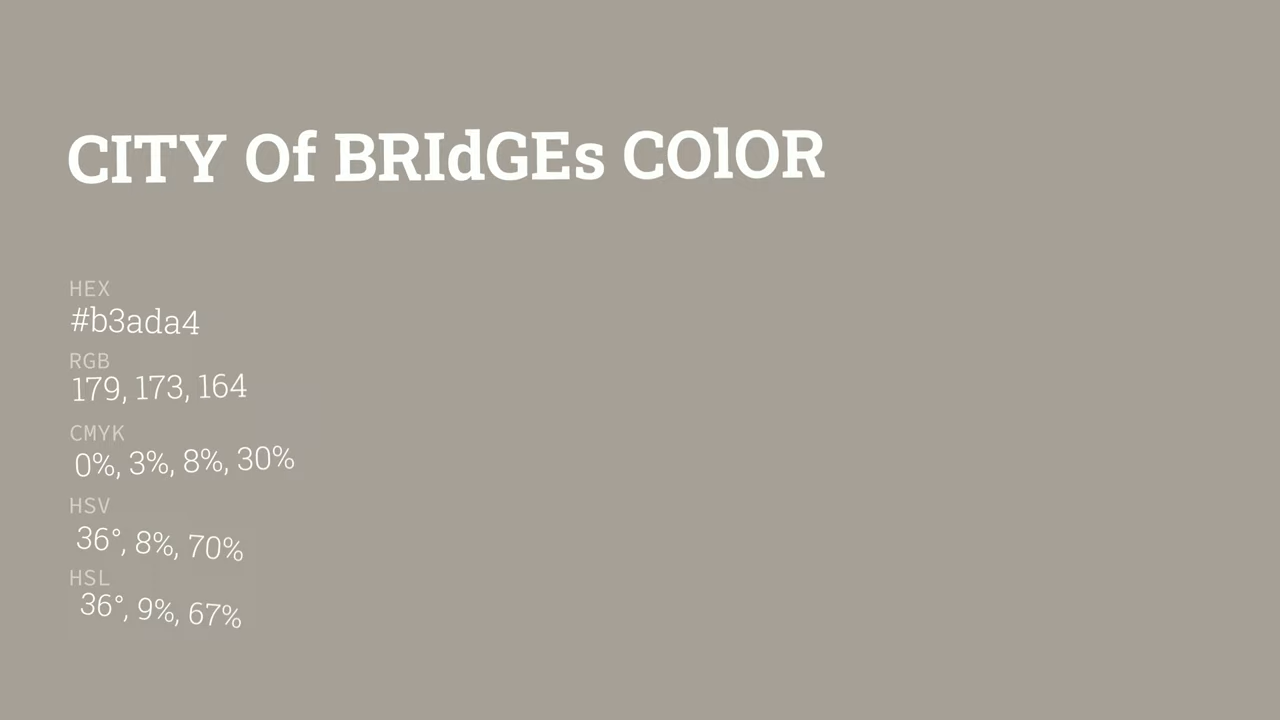 CITY Of BRIdGEs COlOR
HEX
#b3ada4
RGB
179, 173, 164
CMYK
0%, 3%, 8%, 30%
HSV
36°, 8%, 70%
HSL
36°, 9%, 67%